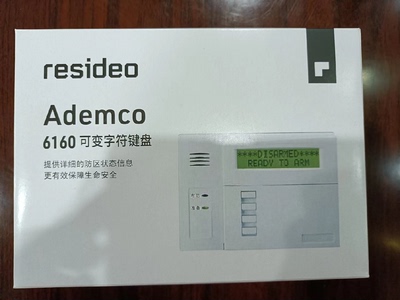 resideo
Ademco
6160 可变字符键盘
提供详细的防区状态信息
更有效保障生命安全
****DISARMED****
READY TO ARM